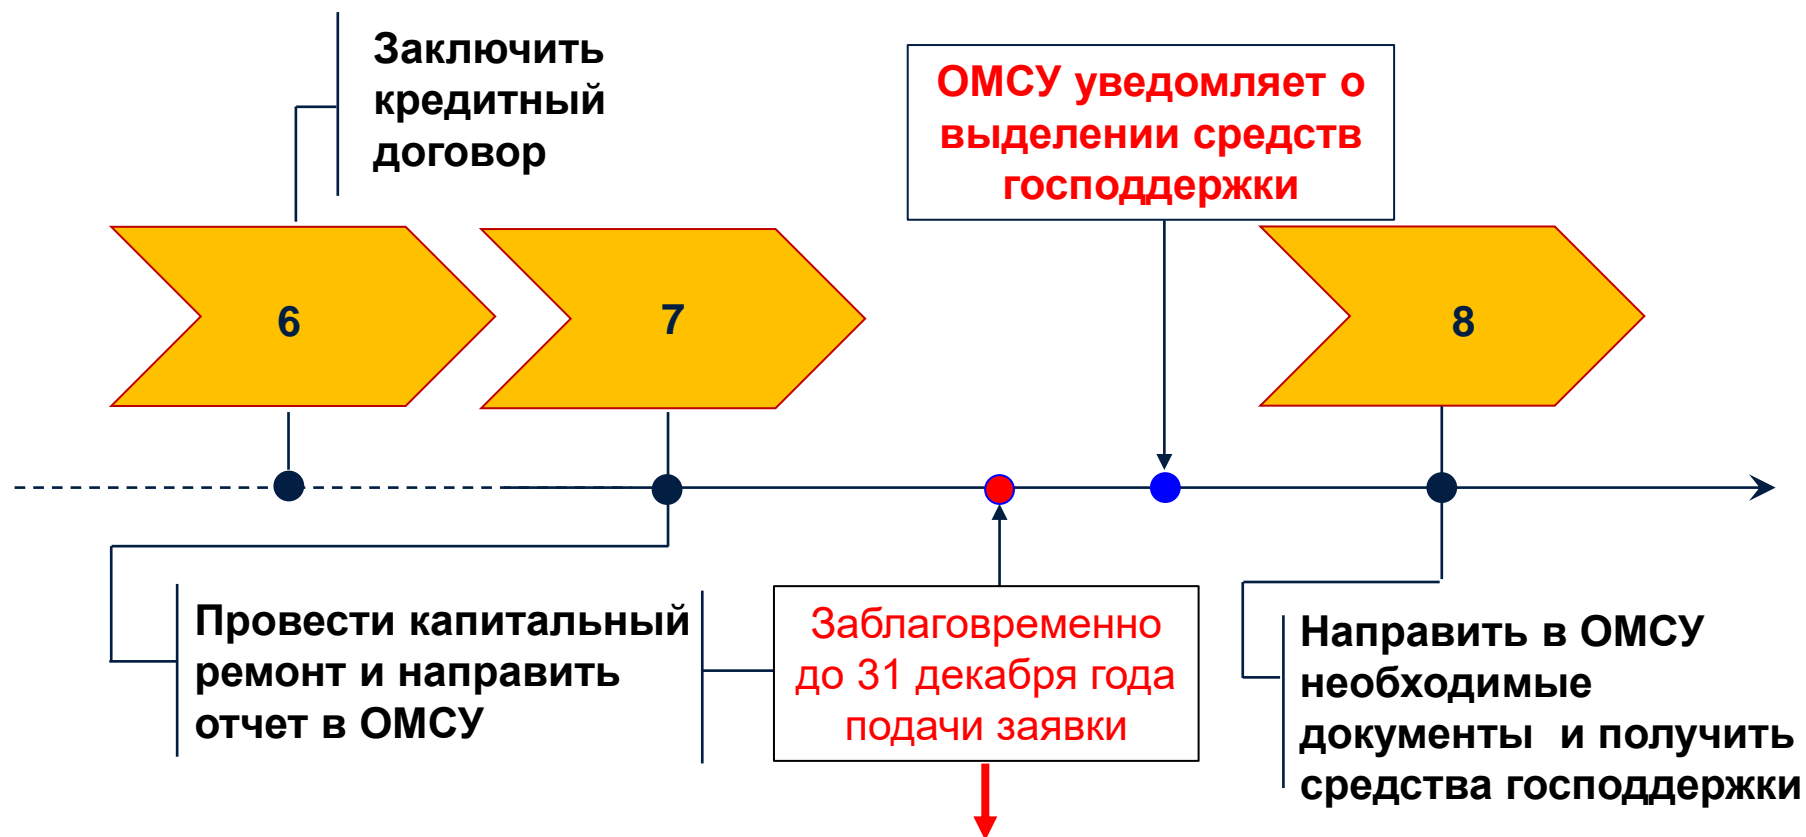 Заключить
кредитный
договор
ОМСУ уведомляет о
выделении средств
господдержки
6
7
8
Провести капитальный
ремонт и направить
отчет в ОМСУ
Заблаговременно
до 31 декабря года
подачи заявки
Направить в ОМСУ
необходимые
документы и получить
средства господдержки